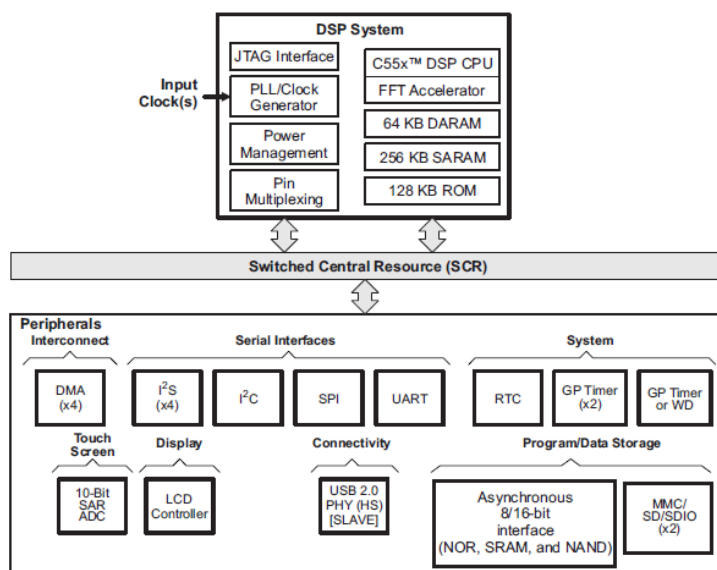 DSP System
JTAG Interface
Input
Clock(s)
PLL/Clock
Generator
Power
Management
Pin
Multiplexing
C55x™ DSP CPU
FFT Accelerator
64 KB DARAM
256 KB SARAM
128 KB ROM
Switched Central Resource (SCR)
Peripherals
Interconnect
Serial Interfaces
System
DMA
(x4)
I²S
(x4)
I²C
SPI
UART
RTC
GP Timer
(x2)
GP Timer
or WD
Touch
Screen
Display
Connectivity
Program/Data Storage
10-Bit
SAR
ADC
LCD
Controller
USB 2.0
PHY (HS)
[SLAVE]
Asynchronous
8/16-bit
interface
(NOR, SRAM, and NAND)
MMC/
SD/SDIO
(x2)